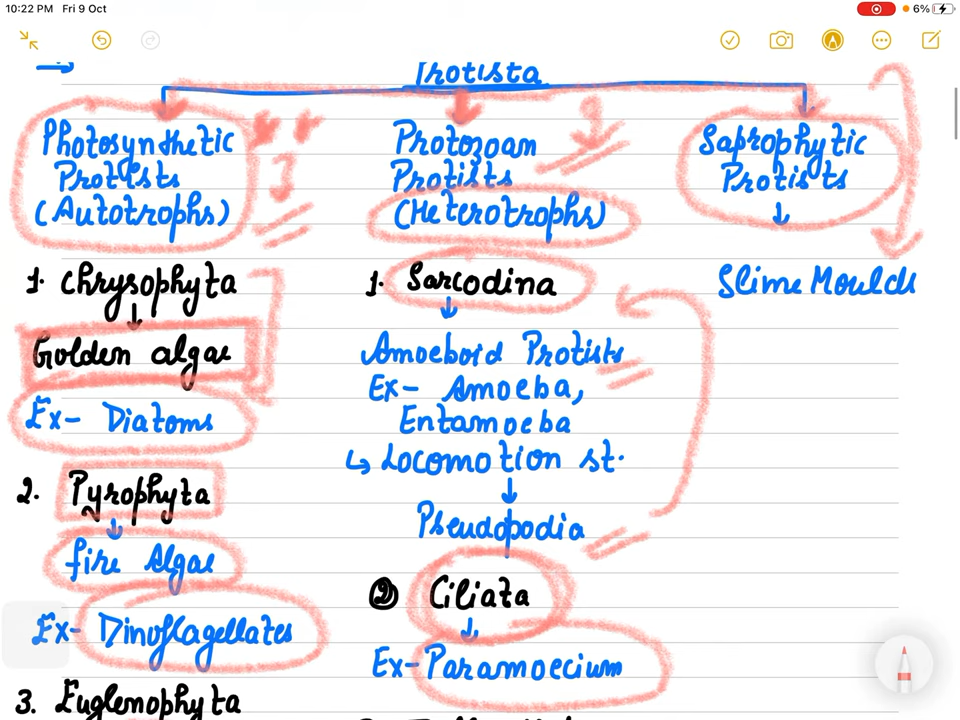 10:22 PM Fri 9 Oct
6%
Protista
Photosynthetic
Protists
(Autotrophs)
1. Chrysophyta
Golden algae
Ex- Diatoms
2. Pyrophyta
fire Algae
Ex- Dinoflagellates
3. Euglenophyta
Protozoam
Protists
(Heterotrophs)
1. Sarcodina
Amoeboid Protists
Ex- Amoeba,
Entamoeba
↳ Locomotion st.
Pseudopodia
② Ciliata
Ex- Paramoecium
Saprophytic
Protists
Slime Moulds